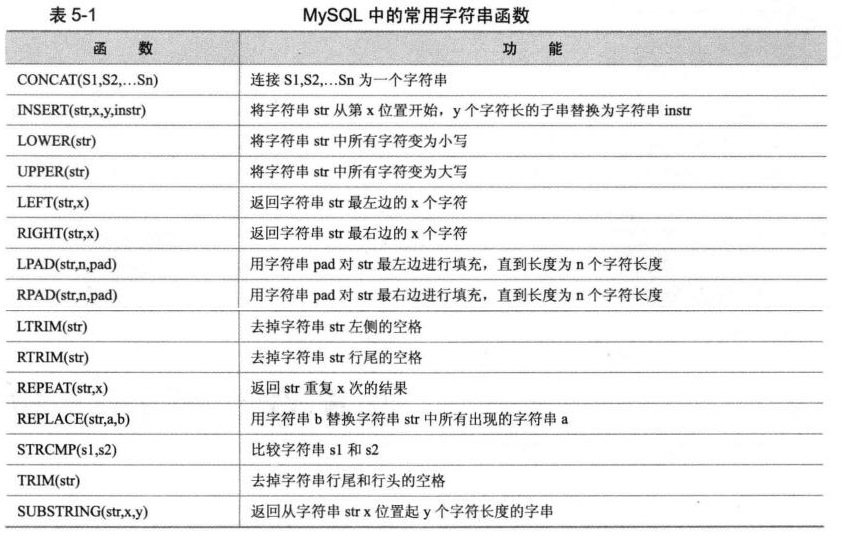 表 5-1 MySQL 中的常用字符串函数
函 数 功 能
CONCAT(S1,S2,…Sn) 连接 S1,S2,…Sn 为一个字符串
INSERT(str,x,y,instr) 将字符串 str 从第 x 位置开始，y 个字符长的子串替换为字符串 instr
LOWER(str) 将字符串 str 中所有字符变为小写
UPPER(str) 将字符串 str 中所有字符变为大写
LEFT(str,x) 返回字符串 str 最左边的 x 个字符
RIGHT(str,x) 返回字符串 str 最右边的 x 个字符
LPAD(str,n,pad) 用字符串 pad 对 str 最左边进行填充，直到长度为 n 个字符长度
RPAD(str,n,pad) 用字符串 pad 对 str 最右边进行填充，直到长度为 n 个字符长度
LTRIM(str) 去掉字符串 str 左侧的空格
RTRIM(str) 去掉字符串 str 行尾的空格
REPEAT(str,x) 返回 str 重复 x 次的结果
REPLACE(str,a,b) 用字符串 b 替换字符串 str 中所有出现的字符串 a
STRCMP(s1,s2) 比较字符串 s1 和 s2
TRIM(str) 去掉字符串行尾和行头的空格
SUBSTRING(str,x,y) 返回从字符串 str x 位置起 y 个字符长度的字串